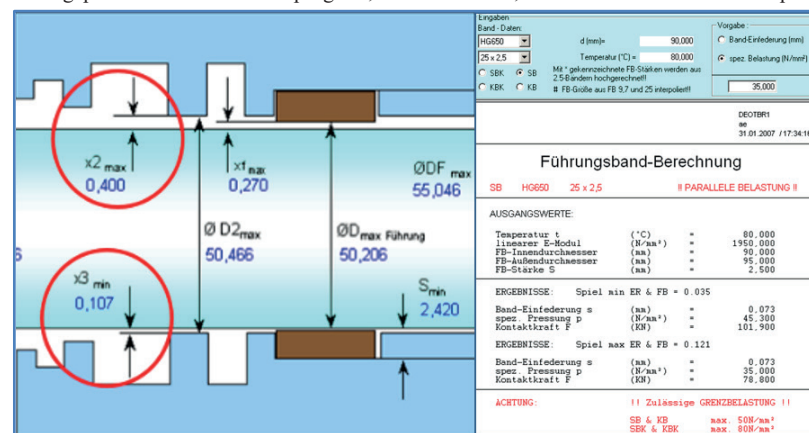 x2 max
0,400
x1 max
0,270
ØDF max
55,046
Ø D2max
50,466
ØDmax Führung
50,206
x3 min
0,107
Smin
2,420
Eingaben
Band - Daten:
HG650
d (mm)=
90,000
25 x 2,5
Temperatur (°C) =
80,000
SBK
SB
KBK
KB
Mit * gekennzeichnete FB-Stärken werden aus
2.5-Bandern hochgerechnet!!
# FB-Größe aus FB 9,7 und 25 interpoliert!!
Vorgabe :
Band-Einfederung (mm)
spez. Belastung (N/mm²)
35,000
DEOTBR1
ae
31.01.2007 / 17:34:16
Führungsband-Berechnung
SB HG650 25 x 2,5 !! PARALLELE BELASTUNG !!
AUSGANGSWERTE:
Temperatur t (°C) = 80,000
linearer E-Modul (N/mm²) = 1950,000
FB-Innendurchmesser (mm) = 90,000
FB-Außendurchmesser (mm) = 95,000
FB-Stärke S (mm) = 2,500
ERGEBNISSE: Spiel min ER & FB = 0.035
Band-Einfederung s (mm) = 0,073
spez. Pressung p (N/mm²) = 45,300
Kontaktkraft F (KN) = 101,900
ERGEBNISSE: Spiel max ER & FB = 0.121
Band-Einfederung s (mm) = 0,073
spez. Pressung p (N/mm²) = 35,000
Kontaktkraft F (KN) = 78,800
ACHTUNG: !! Zulässige GRENZBELASTUNG !!
SB & KB max. 50N/mm²
SBK & KBK max. 80N/mm²